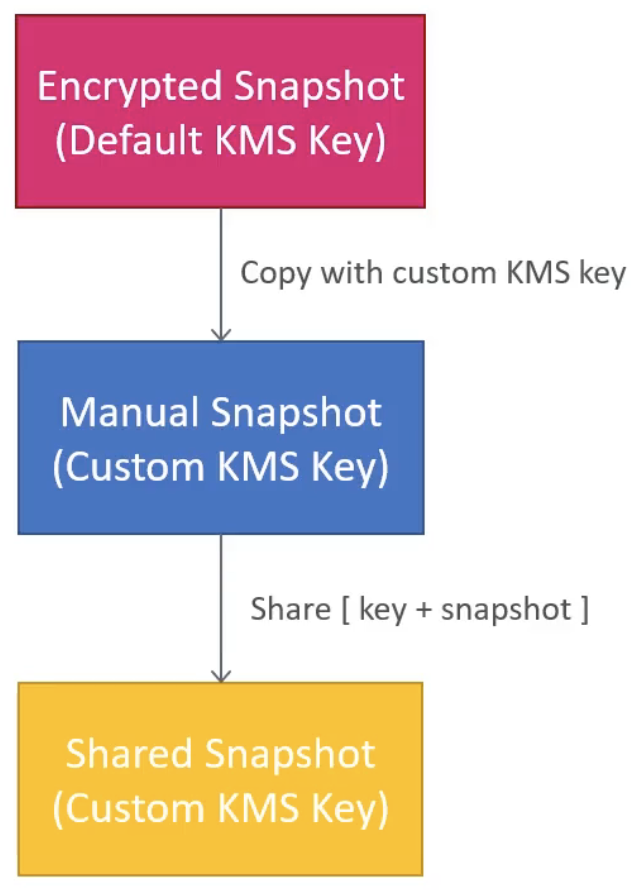 Encrypted Snapshot
(Default KMS Key)
Copy with custom KMS key
Manual Snapshot
(Custom KMS Key)
Share [ key + snapshot ]
Shared Snapshot
(Custom KMS Key)